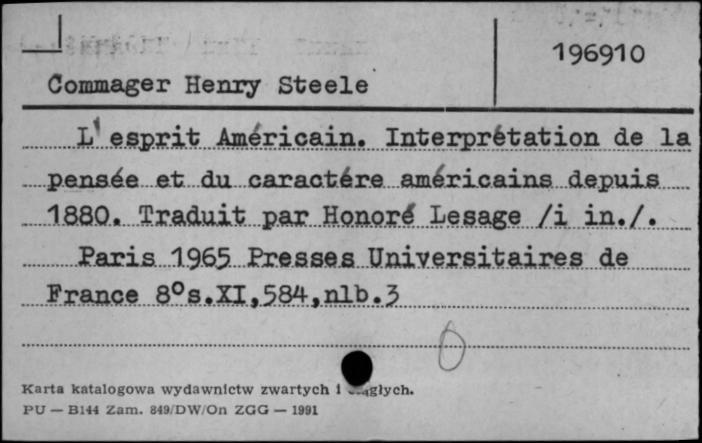 196910
Commager Henry Steele
L'esprit Américain. Interprétation de la
pensée et du caractére américains depuis
1880. Traduit par Honoré Lesage /i in./.
Paris 1965 Presses Universitaires de
France 8°s.XI,584,nlb.3
0
Karta katalogowa wydawnictw zwartych i
PU — B144 Zam. 849/DW/On ZGG — 1991